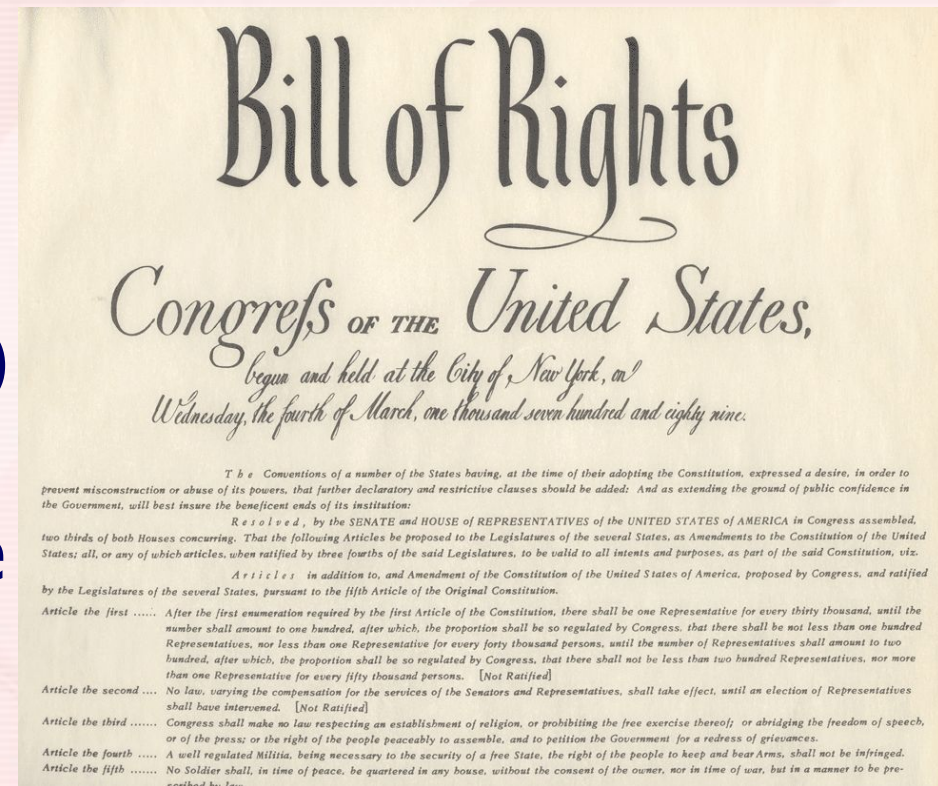 Bill of Rights
Congreſs OF THE United States,
begun and held at the City of New York, on
Wednesday, the fourth of March, one thousand seven hundred and eighty nine.
The Conventions of a number of the States having, at the time of their adopting the Constitution, expressed a desire, in order to
prevent misconstruction or abuse of its powers, that further declaratory and restrictive clauses should be added: And as extending the ground of public confidence in
the Government, will best insure the beneficent ends of its institution:
Resolved, by the SENATE and HOUSE of REPRESENTATIVES of the UNITED STATES of AMERICA in Congress assembled,
two thirds of both Houses concurring. That the following Articles be proposed to the Legislatures of the several States, as Amendments to the Constitution of the United
States; all, or any of which articles, when ratified by three fourths of the said Legislatures, to be valid to all intents and purposes, as part of the said Constitution, viz.
Articles in addition to, and Amendment of the Constitution of the United States of America, proposed by Congress, and ratified
by the Legislatures of the several States, pursuant to the fifth Article of the Original Constitution.
Article the first ...... After the first enumeration required by the first Article of the Constitution, there shall be one Representative for every thirty thousand, until the
number shall amount to one hundred, after which, the proportion shall be so regulated by Congress, that there shall be not less than one hundred
Representatives, nor less than one Representative for every forty thousand persons, until the number of Representatives shall amount to two
hundred, after which, the proportion shall be so regulated by Congress, that there shall not be less than two hundred Representatives, nor more
than one Representative for every fifty thousand persons. [Not Ratified]
Article the second .... No law, varying the compensation for the services of the Senators and Representatives, shall take effect, until an election of Representatives
shall have intervened. [Not Ratified]
Article the third ....... Congress shall make no law respecting an establishment of religion, or prohibiting the free exercise thereof; or abridging the freedom of speech,
or of the press; or the right of the people peaceably to assemble, and to petition the Government for a redress of grievances.
Article the fourth ..... A well regulated Militia, being necessary to the security of a free State, the right of the people to keep and bear Arms, shall not be infringed.
Article the fifth ....... No Soldier shall, in time of peace, be quartered in any house, without the consent of the owner, nor in time of war, but in a manner to be pre-
scribed by law.